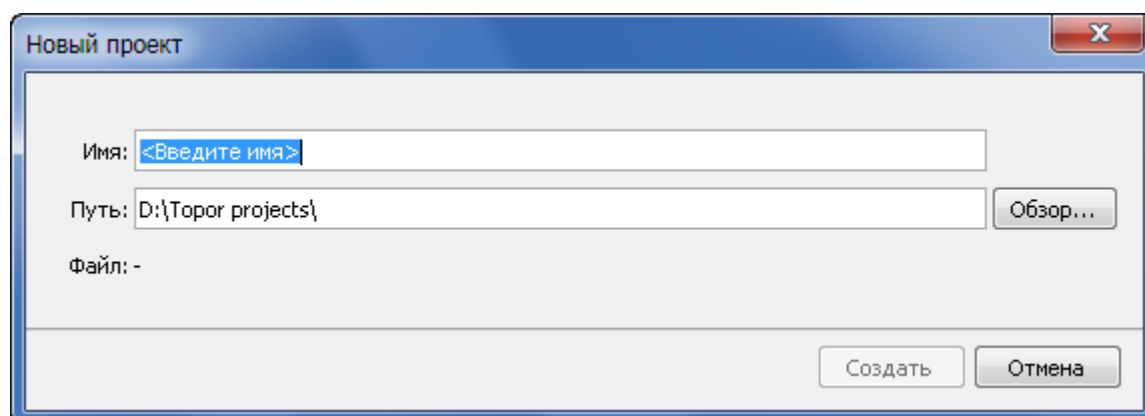 Новый проект
Имя: <Введите имя>
Путь: D:\Topor projects\ Обзор...
Файл: -
Создать Отмена